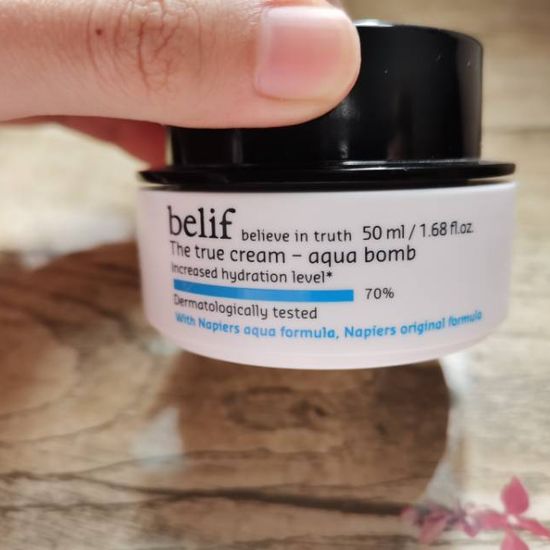 belif believe in truth 50 ml / 1.68 fl.oz.
The true cream – aqua bomb
Increased hydration level*
70%
Dermatologically tested
With Napiers aqua formula, Napiers original formula